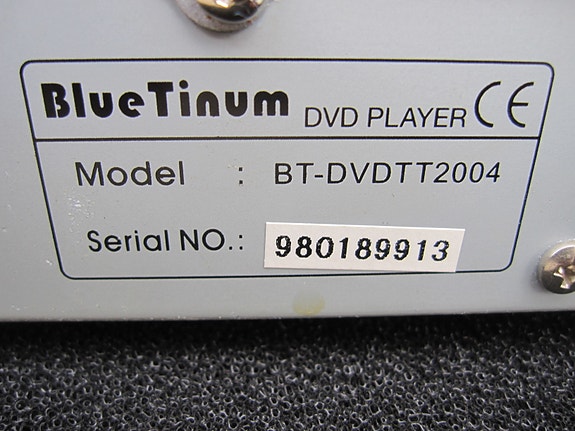 BlueTinum DVD PLAYER CE
Model : BT-DVDTT2004
Serial NO.: 980189913